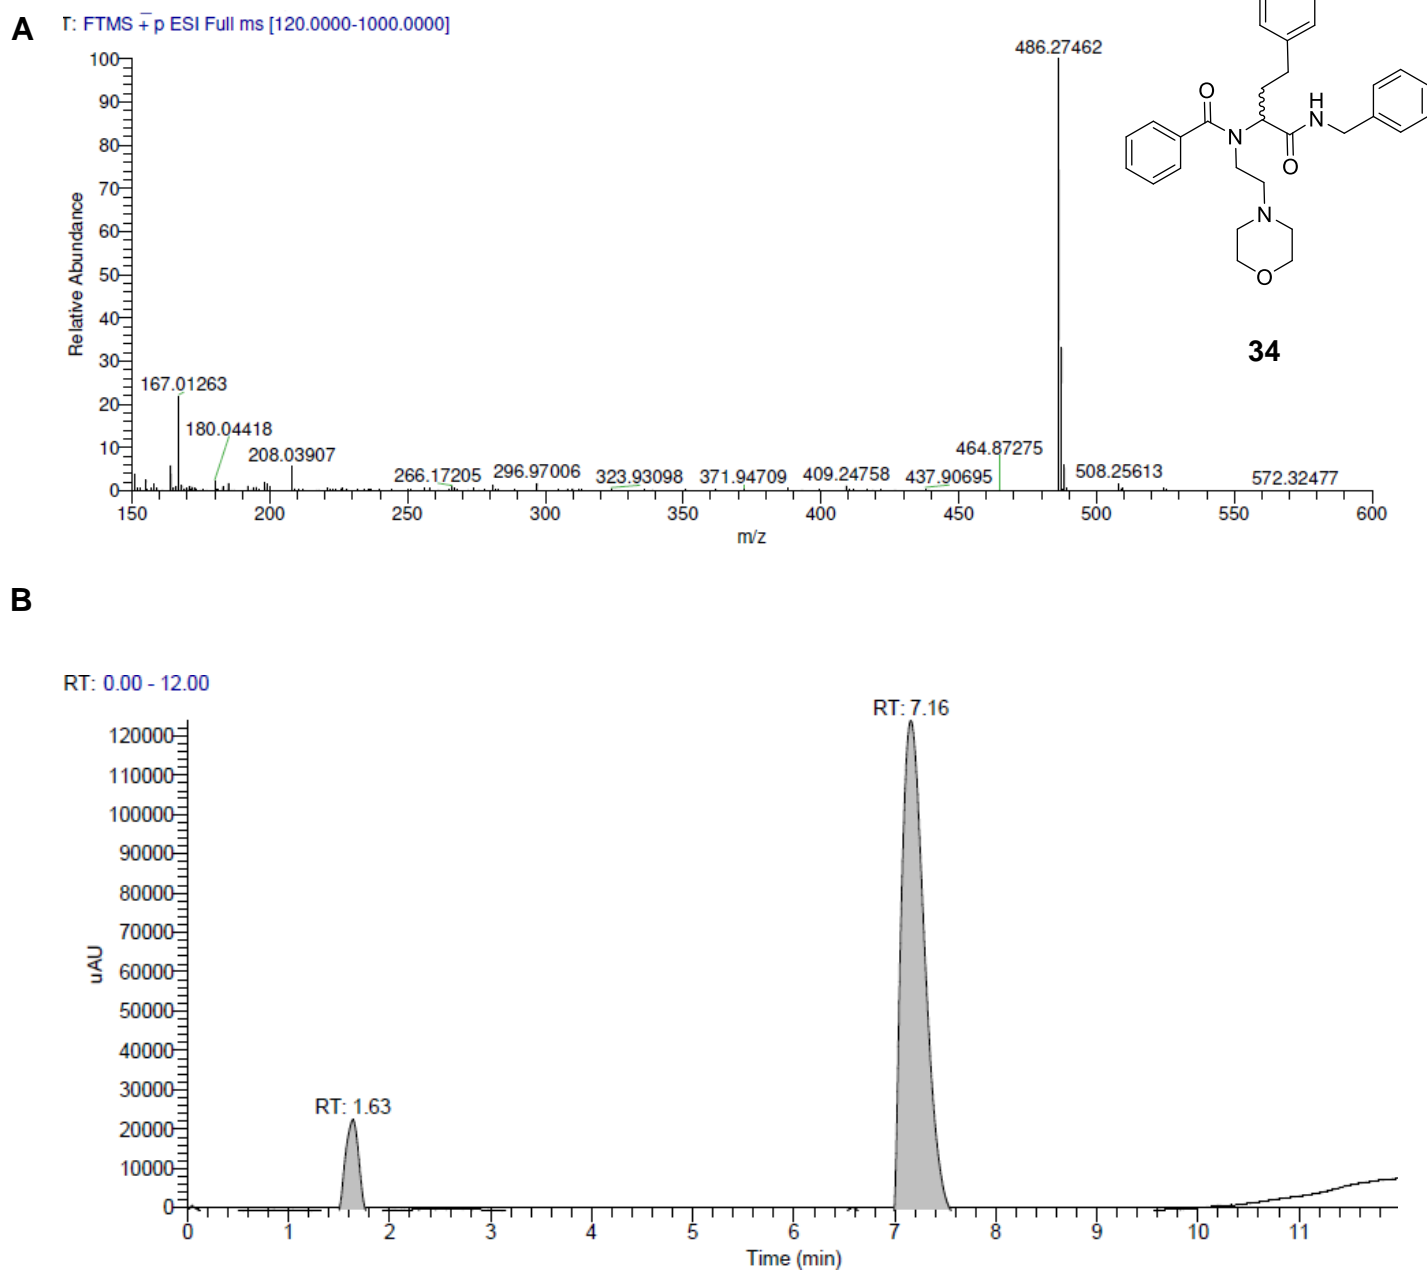 A
T: FTMS + p ESI Full ms [120.0000-1000.0000]
486.27462
100
90
80
70
60
50
40
30
20
10
0
Relative Abundance
167.01263
180.04418
208.03907
266.17205
296.97006
323.93098
371.94709
409.24758
437.90695
464.87275
508.25613
572.32477
150 200 250 300 350 400 450 500 550 600
m/z
O
N
H
N
O
N
O
34
B
RT: 0.00 - 12.00
RT: 7.16
120000
110000
100000
90000
80000
70000
60000
50000
40000
30000
20000
10000
0
uAU
RT: 1.63
0 1 2 3 4 5 6 7 8 9 10 11
Time (min)